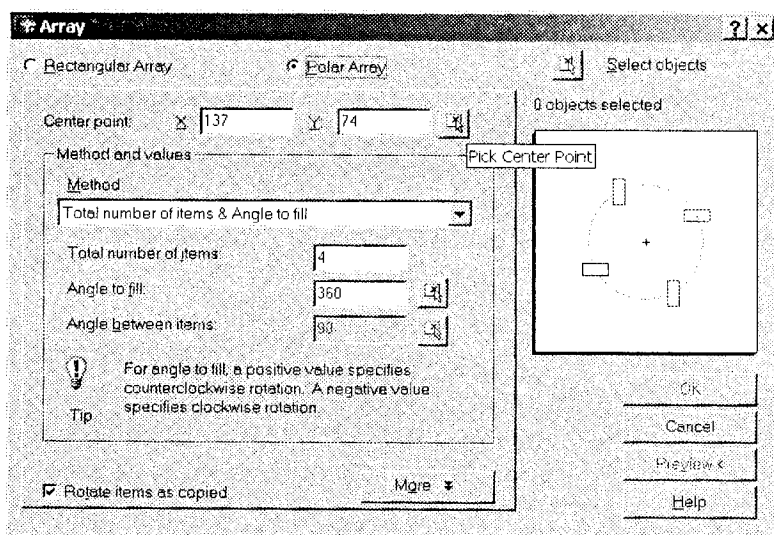 Array
? ×
Rectangular Array
Polar Array
Select objects
Center point: X: 137 Y: 74
0 objects selected
Pick Center Point
Method and values
Method
Total number of items & Angle to fill
Total number of items: 4
Angle to fill: 360
Angle between items: 90
For angle to fill, a positive value specifies
counterclockwise rotation. A negative value
specifies clockwise rotation.
Tip
OK
Cancel
Preview <
Help
Rotate items as copied
More